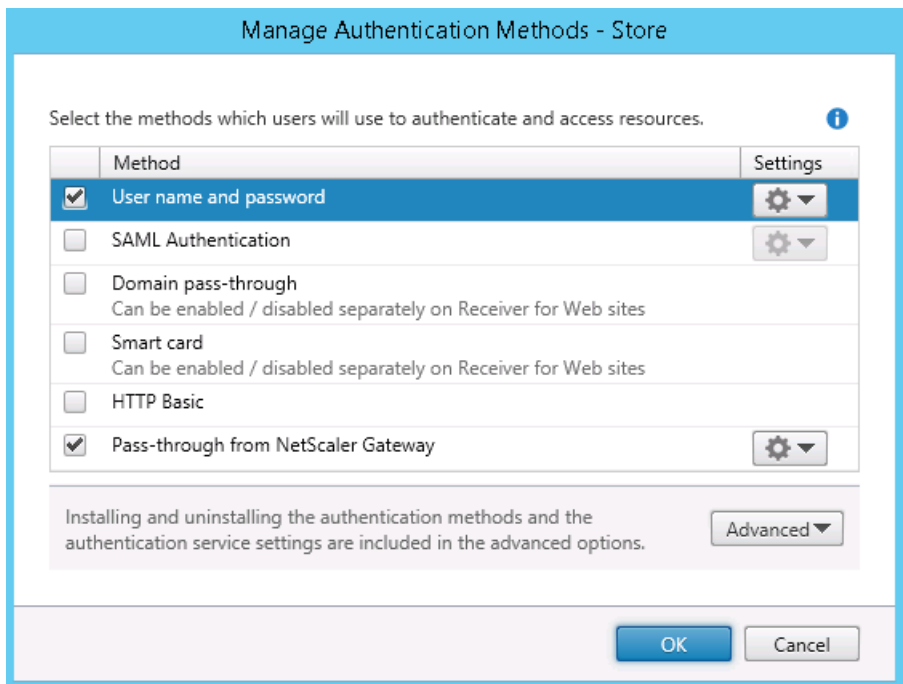 Manage Authentication Methods - Store
Select the methods which users will use to authenticate and access resources.
Method
Settings
User name and password
SAML Authentication
Domain pass-through
Can be enabled / disabled separately on Receiver for Web sites
Smart card
Can be enabled / disabled separately on Receiver for Web sites
HTTP Basic
Pass-through from NetScaler Gateway
Installing and uninstalling the authentication methods and the
authentication service settings are included in the advanced options.
Advanced
OK
Cancel